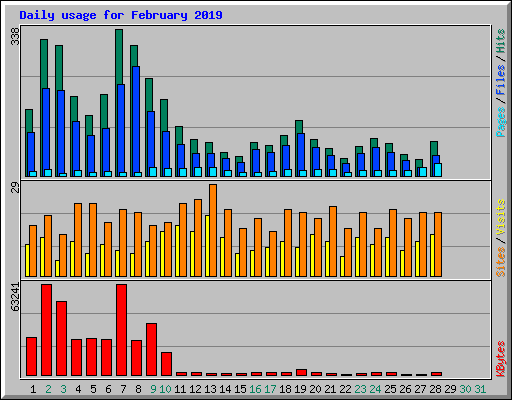 Daily usage for February 2019
338
Pages / Files / Hits
29
Sites / Visits
63241
KBytes
1 2 3 4 5 6 7 8 9 10 11 12 13 14 15 16 17 18 19 20 21 22 23 24 25 26 27 28 29 30 31